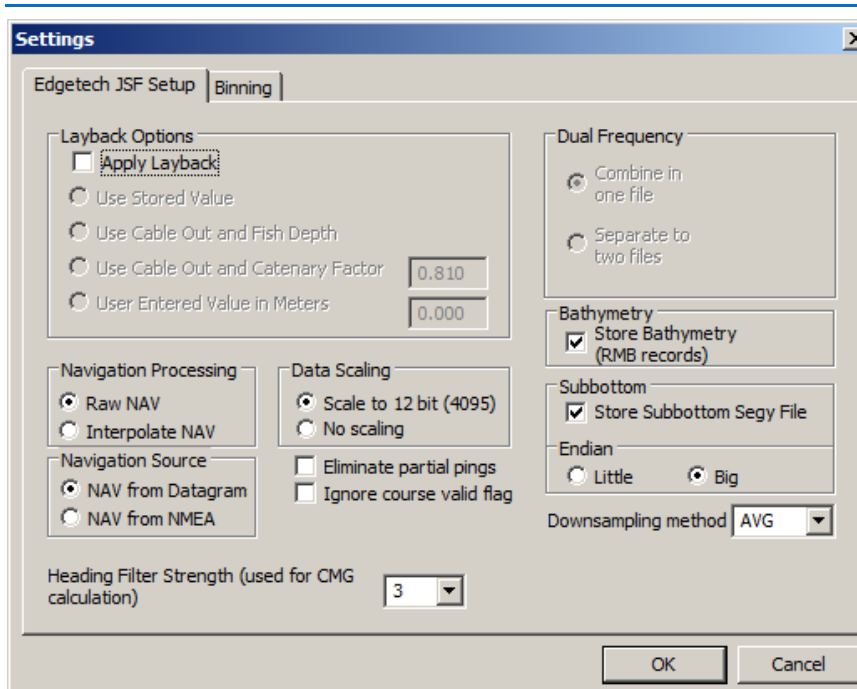 Settings
Edgetech JSF Setup
Binning
Layback Options
Apply Layback
Use Stored Value
Use Cable Out and Fish Depth
Use Cable Out and Catenary Factor
0.810
User Entered Value in Meters
0.000
Dual Frequency
Combine in
one file
Separate to
two files
Bathymetry
Store Bathymetry
(RMB records)
Navigation Processing
Raw NAV
Interpolate NAV
Data Scaling
Scale to 12 bit (4095)
No scaling
Subbottom
Store Subbottom Segy File
Endian
Little
Big
Navigation Source
NAV from Datagram
NAV from NMEA
Eliminate partial pings
Ignore course valid flag
Downsampling method
AVG
Heading Filter Strength (used for CMG
calculation)
3
OK
Cancel